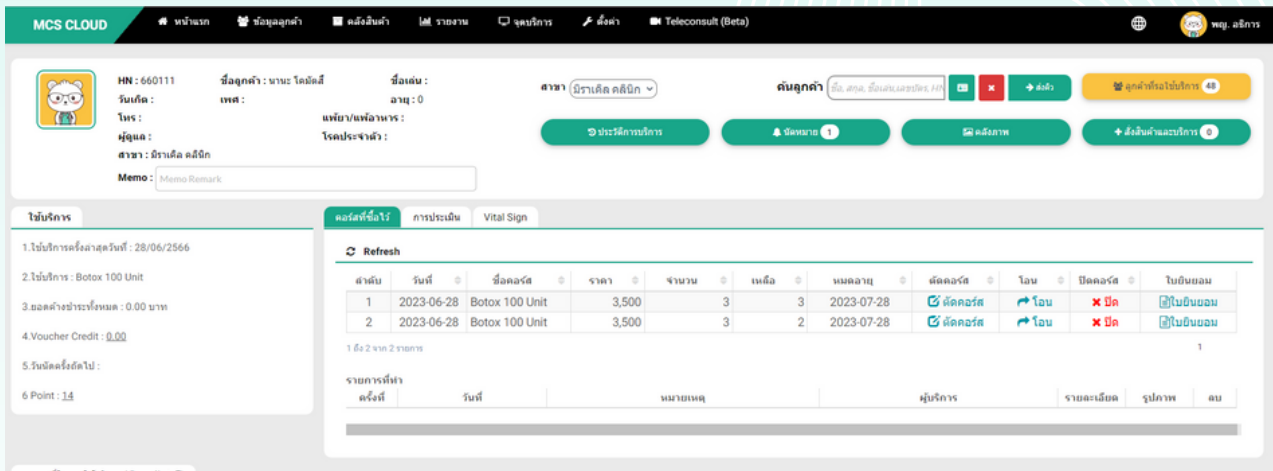 MCS CLOUD หน้าแรก ข้อมูลลูกค้า คลังสินค้า รายงาน จุดบริการ ตั้งค่า Teleconsult (Beta) พญ. อธิการ
HN : 660111 ชื่อลูกค้า : นานะ โดมัดสึ ชื่อเล่น :
สาขา มิราเคิล คลินิก ค้นลูกค้า ชื่อ, สกุล, ชื่อเล่น,เลขบัตร, HN ส่งคิว ลูกค้าที่รอใช้บริการ 48
วันเกิด : เพศ : อายุ : 0
โทร : แพ้ยา/แพ้อาหาร :
ผู้ดูแล : โรคประจำตัว :
ประวัติการบริการ นัดหมาย 1 คลังภาพ + สั่งสินค้าและบริการ 0
สาขา : มิราเคิล คลินิก
Memo : Memo Remark
ใช้บริการ
1.ใช้บริการครั้งล่าสุดวันที่ : 28/06/2566
2.ใช้บริการ : Botox 100 Unit
3.ยอดค้างชำระทั้งหมด : 0.00 บาท
4.Voucher Credit : 0.00
5.วันนัดครั้งถัดไป :
6 Point : 14
คอร์สที่ซื้อไว้ การประเมิน Vital Sign
Refresh
ลำดับ วันที่ ชื่อคอร์ส ราคา จำนวน เหลือ หมดอายุ ตัดคอร์ส โอน ปิดคอร์ส ใบยินยอม
1 2023-06-28 Botox 100 Unit 3,500 3 3 2023-07-28 ตัดคอร์ส โอน ปิด ใบยินยอม
2 2023-06-28 Botox 100 Unit 3,500 3 2 2023-07-28 ตัดคอร์ส โอน ปิด ใบยินยอม
1 ถึง 2 จาก 2 รายการ 1
รายการที่ทำ
ครั้งที่ วันที่ หมายเหตุ ผู้บริการ รายละเอียด รูปภาพ ลบ